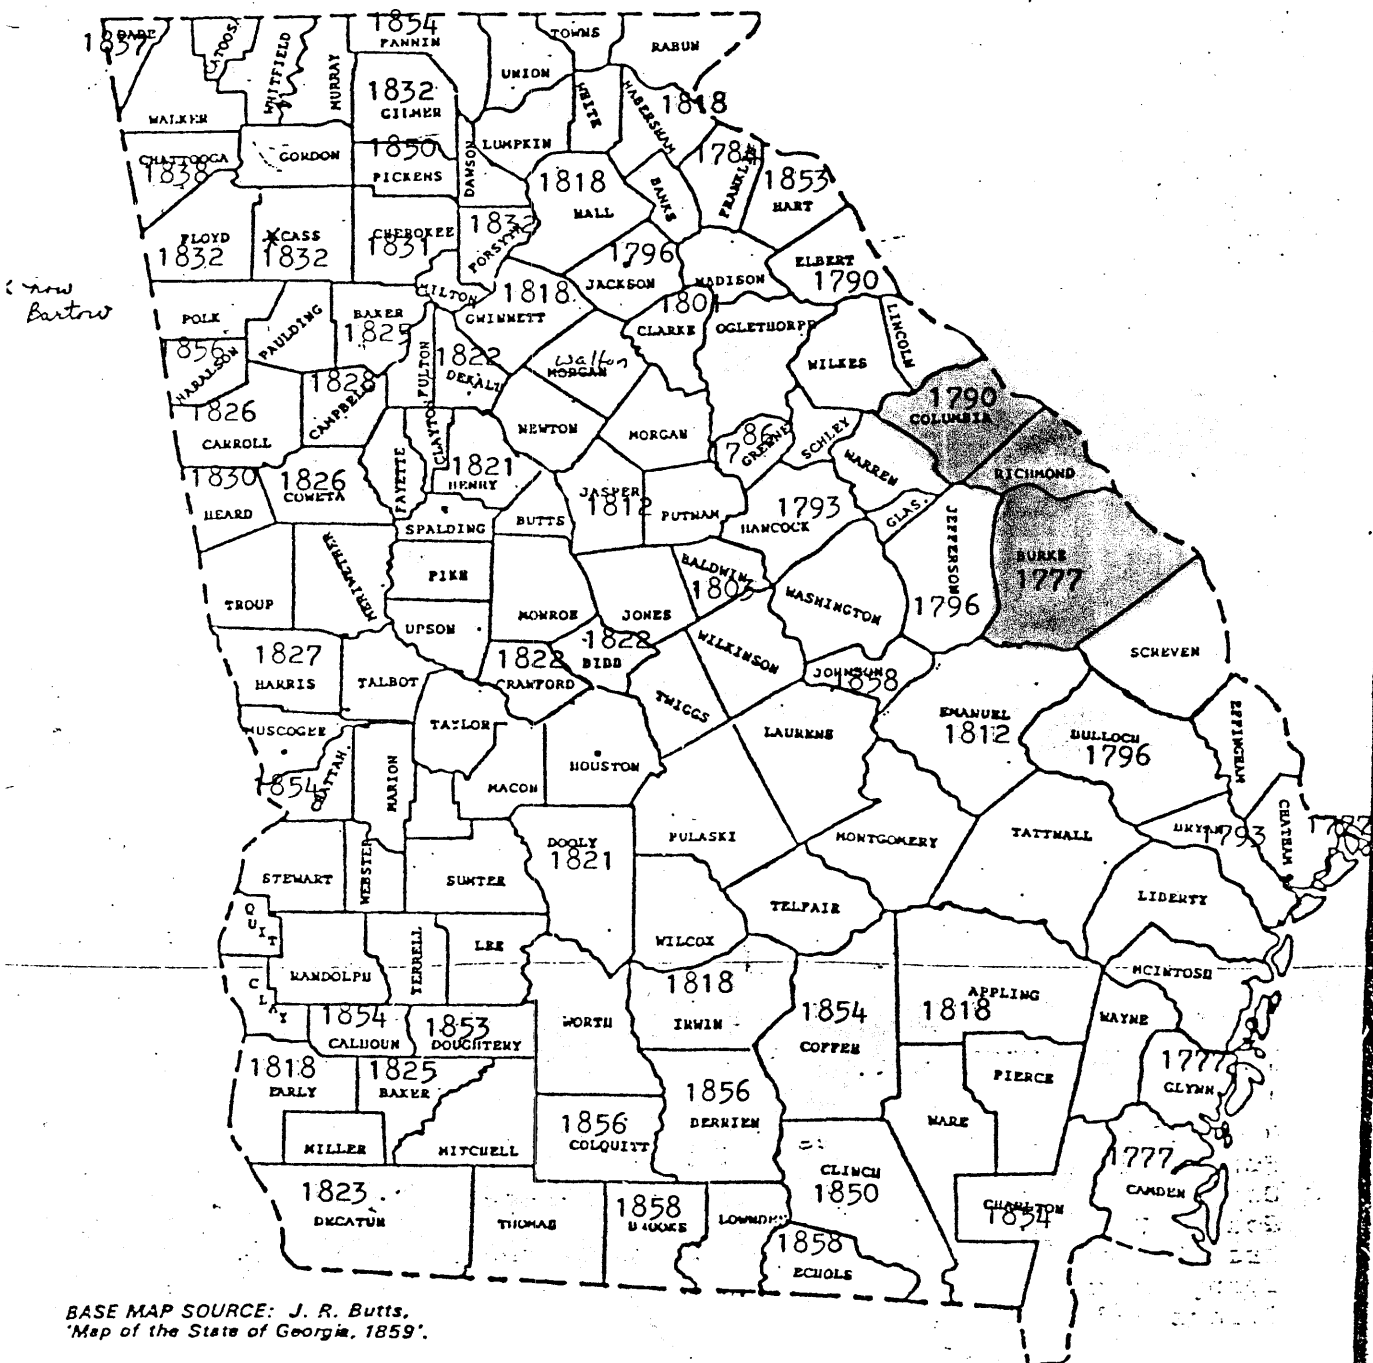 1857 DADE
CATOOS.
WHITFIELD
MURRAY
1854
FANNIN
UNION
TOWNS
RABUN
WALKER
1832
GILMER
WHITE
HABERSHAM
1818
CHATTOOGA
1838
GORDON
1850
PICKENS
DAWSON
LUMPKIN
1818
HALL
BANKS
FRANKLIN
1853
HART
FLOYD
1832
CASS
1832
CHEROKEE
1831
1832
FORSYTH
1796
JACKSON
MADISON
ELBERT
1790
now
Bartow
POLK
PAULDING
BAKER
1825
MILTON
1818
GWINNETT
1801
CLARKE
OGLETHORPE
WILKES
LINCOLN
1856
HARALSON
1828
CAMPBELL
FULTON
1822
DEKALB
Walton
MORGAN
1790
COLUMBIA
1826
CARROLL
FAYETTE
CLAYTON
NEWTON
MORGAN
786
GREENE
SCHLEY
WARREN
RICHMOND
1830
HEARD
1826
COWETA
1821
HENRY
SPALDING
BUTTS
JASPER
1812
PUTNAM
1793
HANCOCK
GLAS.
JEFFERSON
1796
BURKE
1777
TROUP
MERIWETHER
PIKE
UPSON
MONROE
JONES
BALDWIN
1803
WASHINGTON
SCREVEN
1827
HARRIS
TALBOT
1822
CRAWFORD
1822
BIBB
WILKINSON
TWIGGS
JOHNSON
1858
MUSCOGEE
1854
CHATTAH.
MARION
TAYLOR
MACON
HOUSTON
LAURENS
EMANUEL
1812
BULLOCH
1796
EFFINGHAM
STEWART
WEBSTER
SUMTER
DOOLY
1821
PULASKI
MONTGOMERY
TATTNALL
BRYAN
1793
CHATHAM
1777
QUIT
RANDOLPH
TERRELL
LEE
WILCOX
TELFAIR
LIBERTY
CLAY
1854
CALHOUN
1853
DOUGHTERY
WORTH
1818
IRWIN
1854
COFFEE
APPLING
1818
MCINTOSH
WAYNE
1818
EARLY
1825
BAKER
MILLER
MITCHELL
1856
COLQUITT
1856
BERRIEN
WARE
PIERCE
1777
GLYNN
1823
DECATUR
THOMAS
1858
BROOKS
LOWNDES
CLINCH
1850
1858
ECHOLS
CHARLTON
1854
1777
CAMDEN
BASE MAP SOURCE: J. R. Butts,
'Map of the State of Georgia, 1859'.